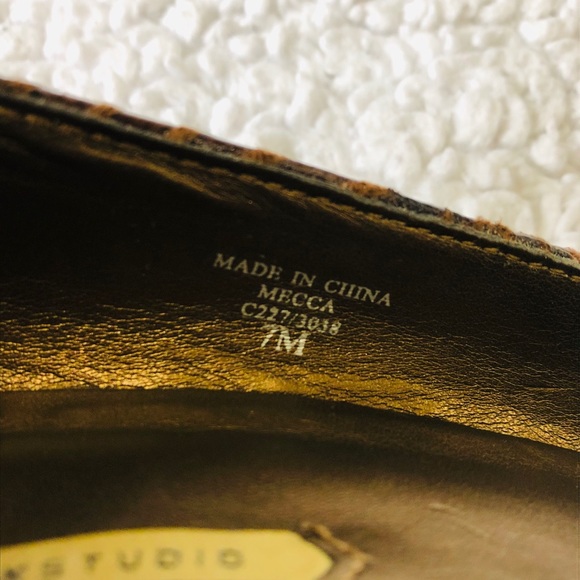 MADE IN CHINA
MECCA
C227/3038
7M
STUDIO